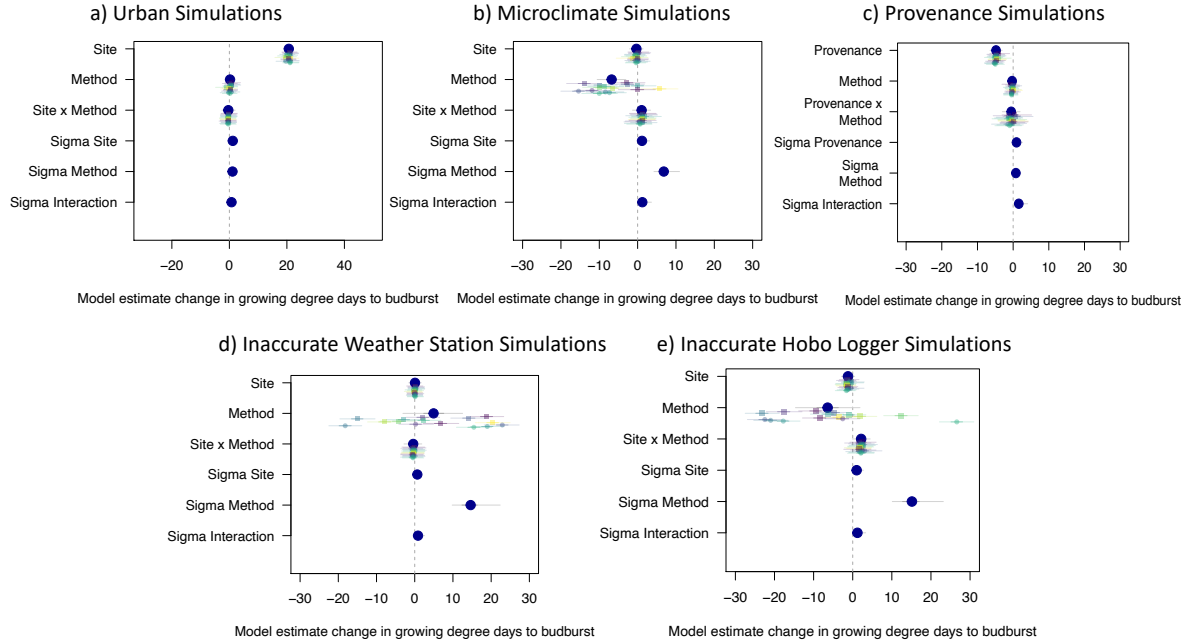 a) Urban Simulations
Site
Method
Site x Method
Sigma Site
Sigma Method
Sigma Interaction
−20 0 20 40
Model estimate change in growing degree days to budburst
b) Microclimate Simulations
Site
Method
Site x Method
Sigma Site
Sigma Method
Sigma Interaction
−30 −20 −10 0 10 20 30
Model estimate change in growing degree days to budburst
c) Provenance Simulations
Provenance
Method
Provenance x
Method
Sigma Provenance
Sigma
Method
Sigma Interaction
−30 −20 −10 0 10 20 30
Model estimate change in growing degree days to budburst
d) Inaccurate Weather Station Simulations
Site
Method
Site x Method
Sigma Site
Sigma Method
Sigma Interaction
−30 −20 −10 0 10 20 30
Model estimate change in growing degree days to budburst
e) Inaccurate Hobo Logger Simulations
Site
Method
Site x Method
Sigma Site
Sigma Method
Sigma Interaction
−30 −20 −10 0 10 20 30
Model estimate change in growing degree days to budburst